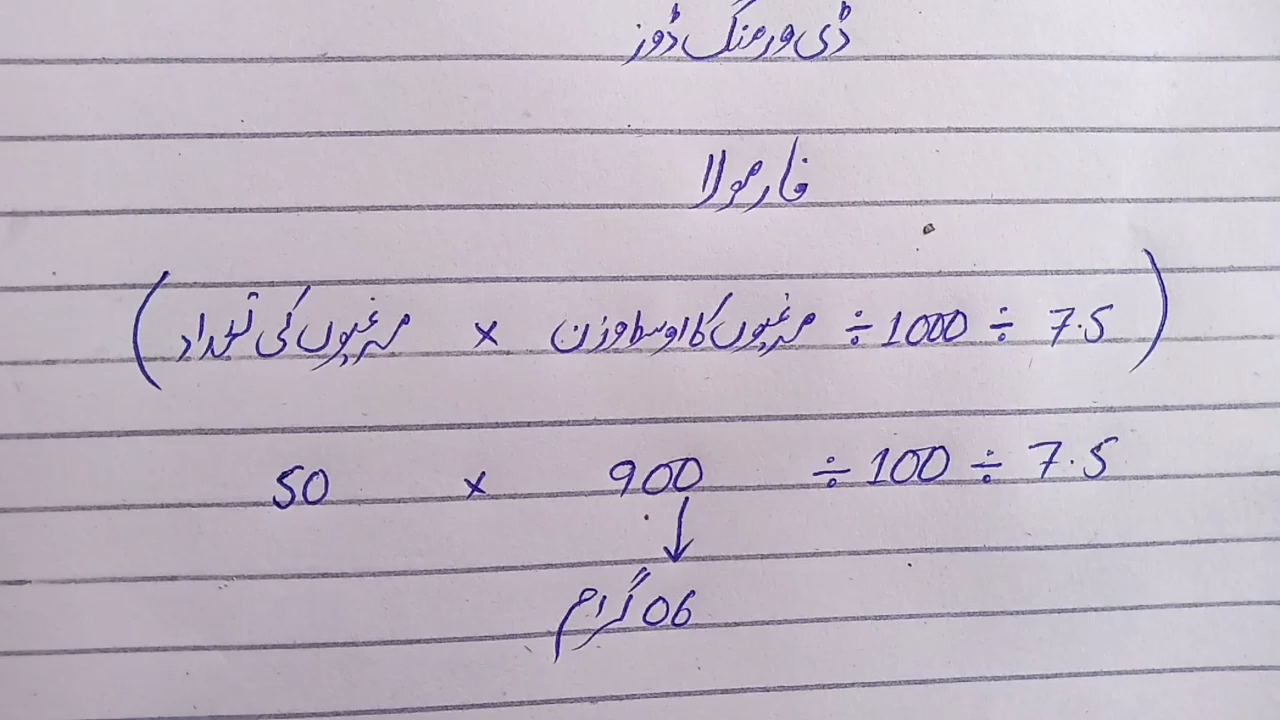 ڈی ورمنگ ڈوز
فارمولا
(مرغیوں کی تعداد × مرغیوں کا اوسط وزن ÷ 1000 ÷ 7.5)
50 × 900 ÷ 100 ÷ 7.5
↓
06 گرام